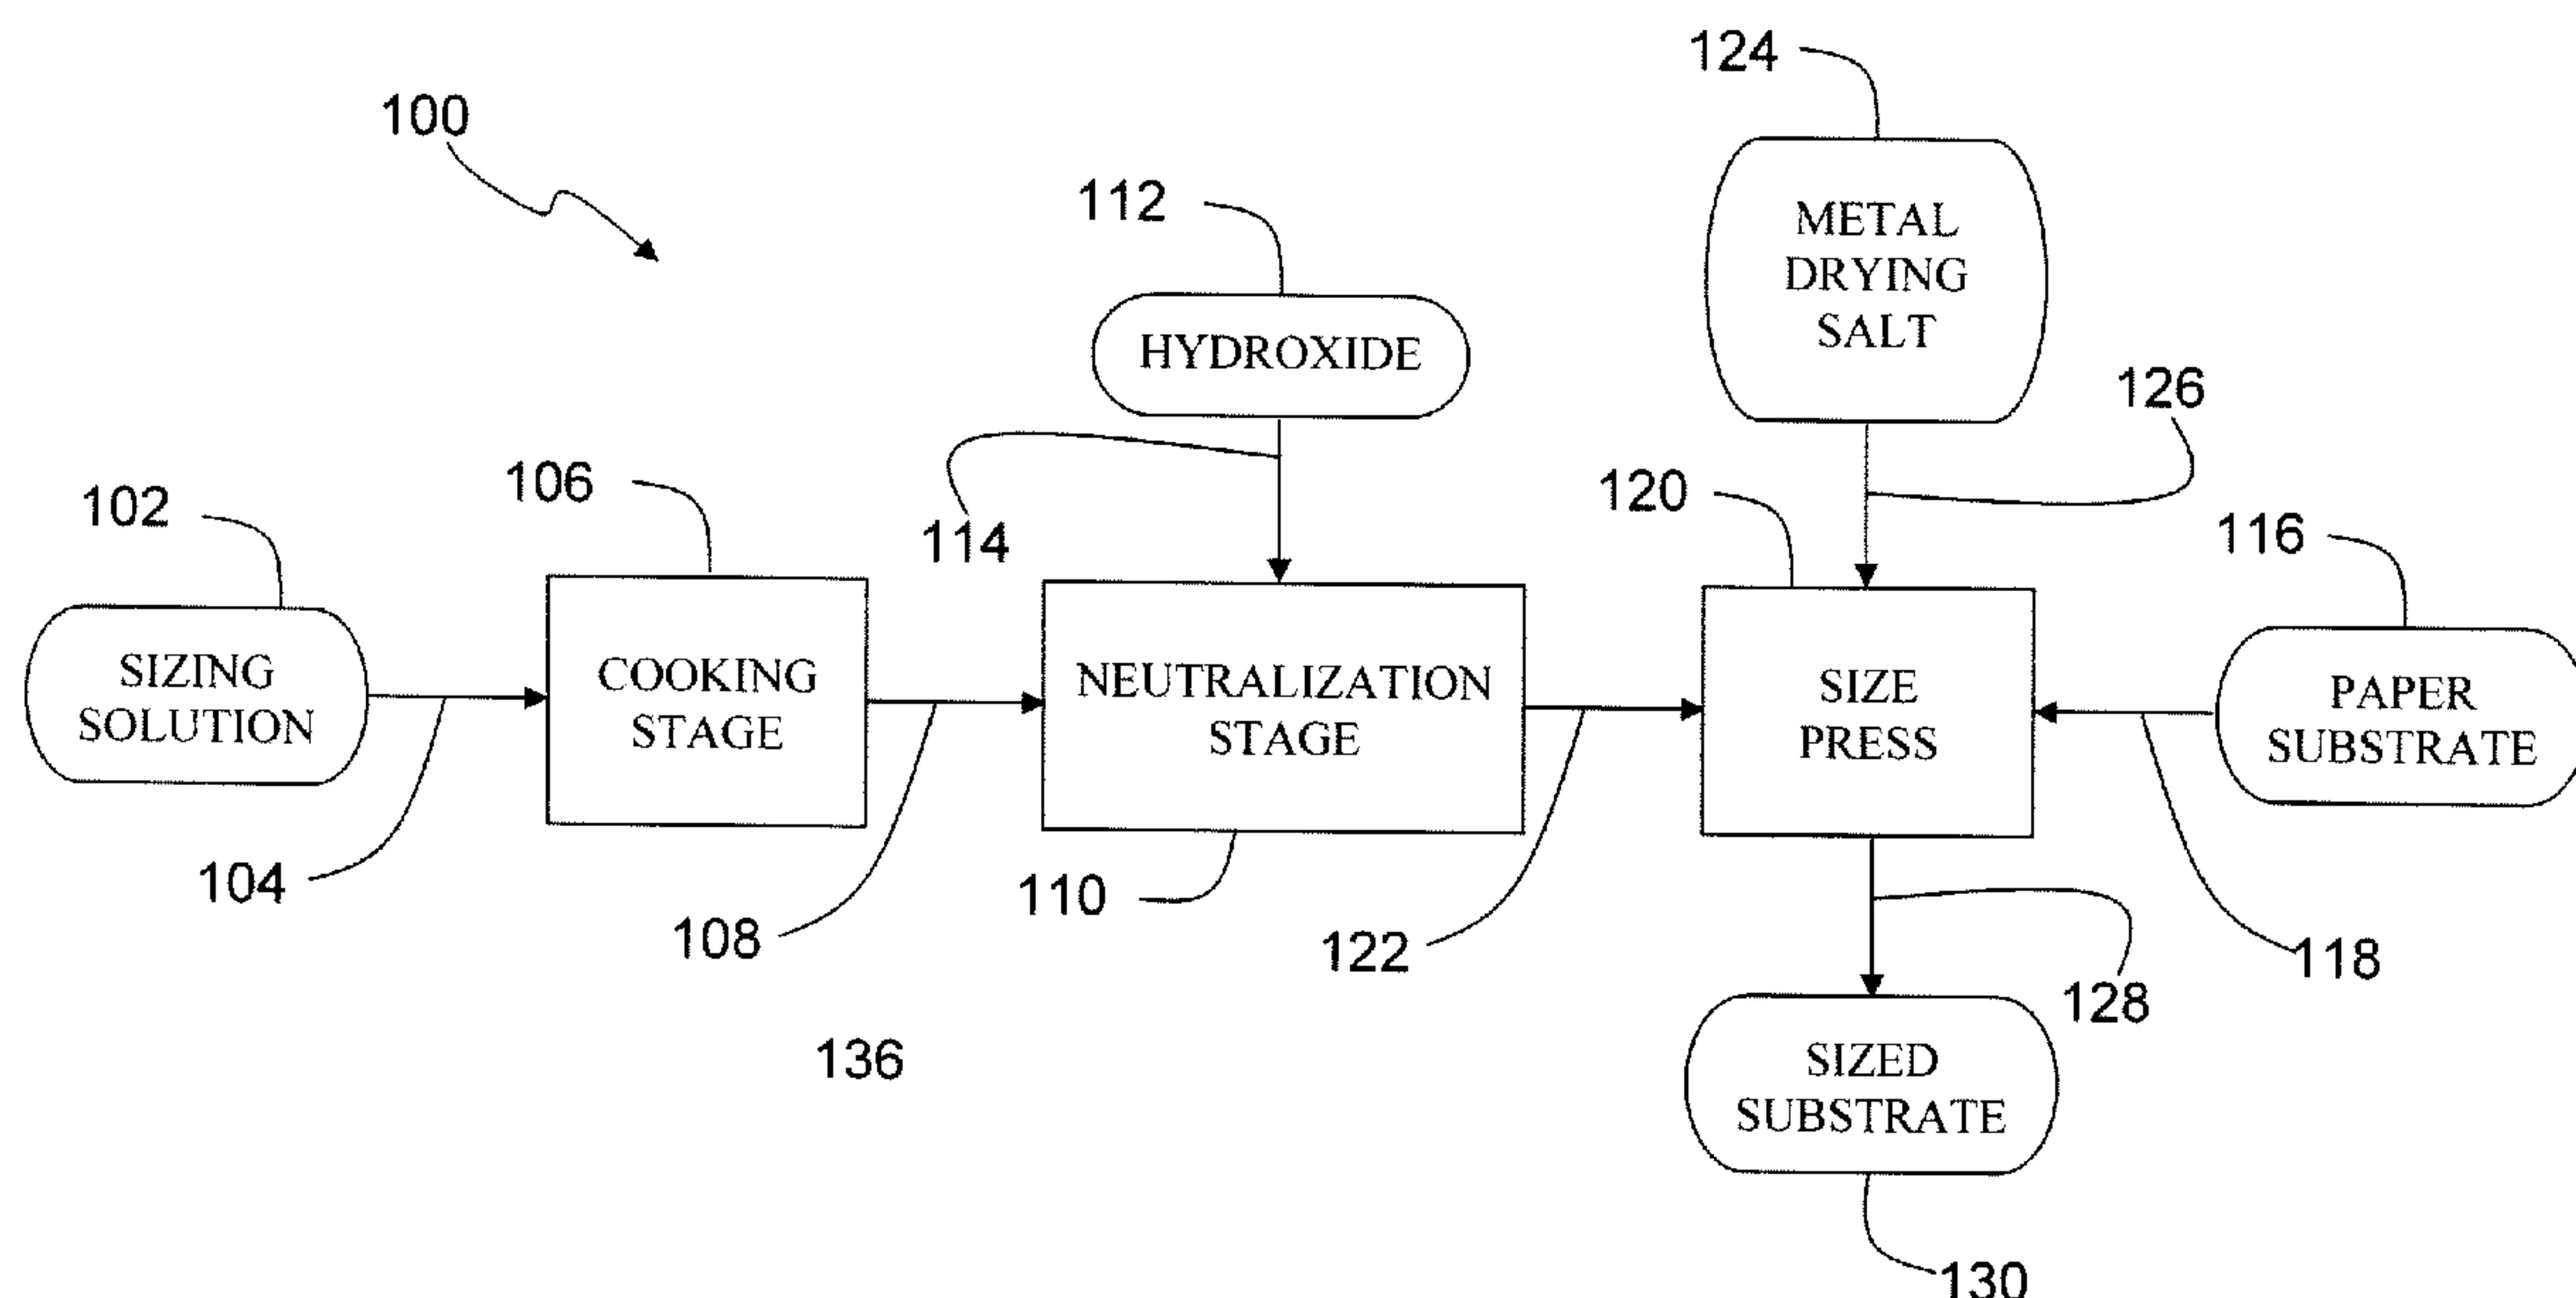 124
100
112
METAL
DRYING
SALT
HYDROXIDE
126
106
120
102
114
116
SIZING
SOLUTION
COOKING
STAGE
NEUTRALIZATION
STAGE
SIZE
PRESS
PAPER
SUBSTRATE
104
108
110
122
118
128
136
SIZED
SUBSTRATE
130